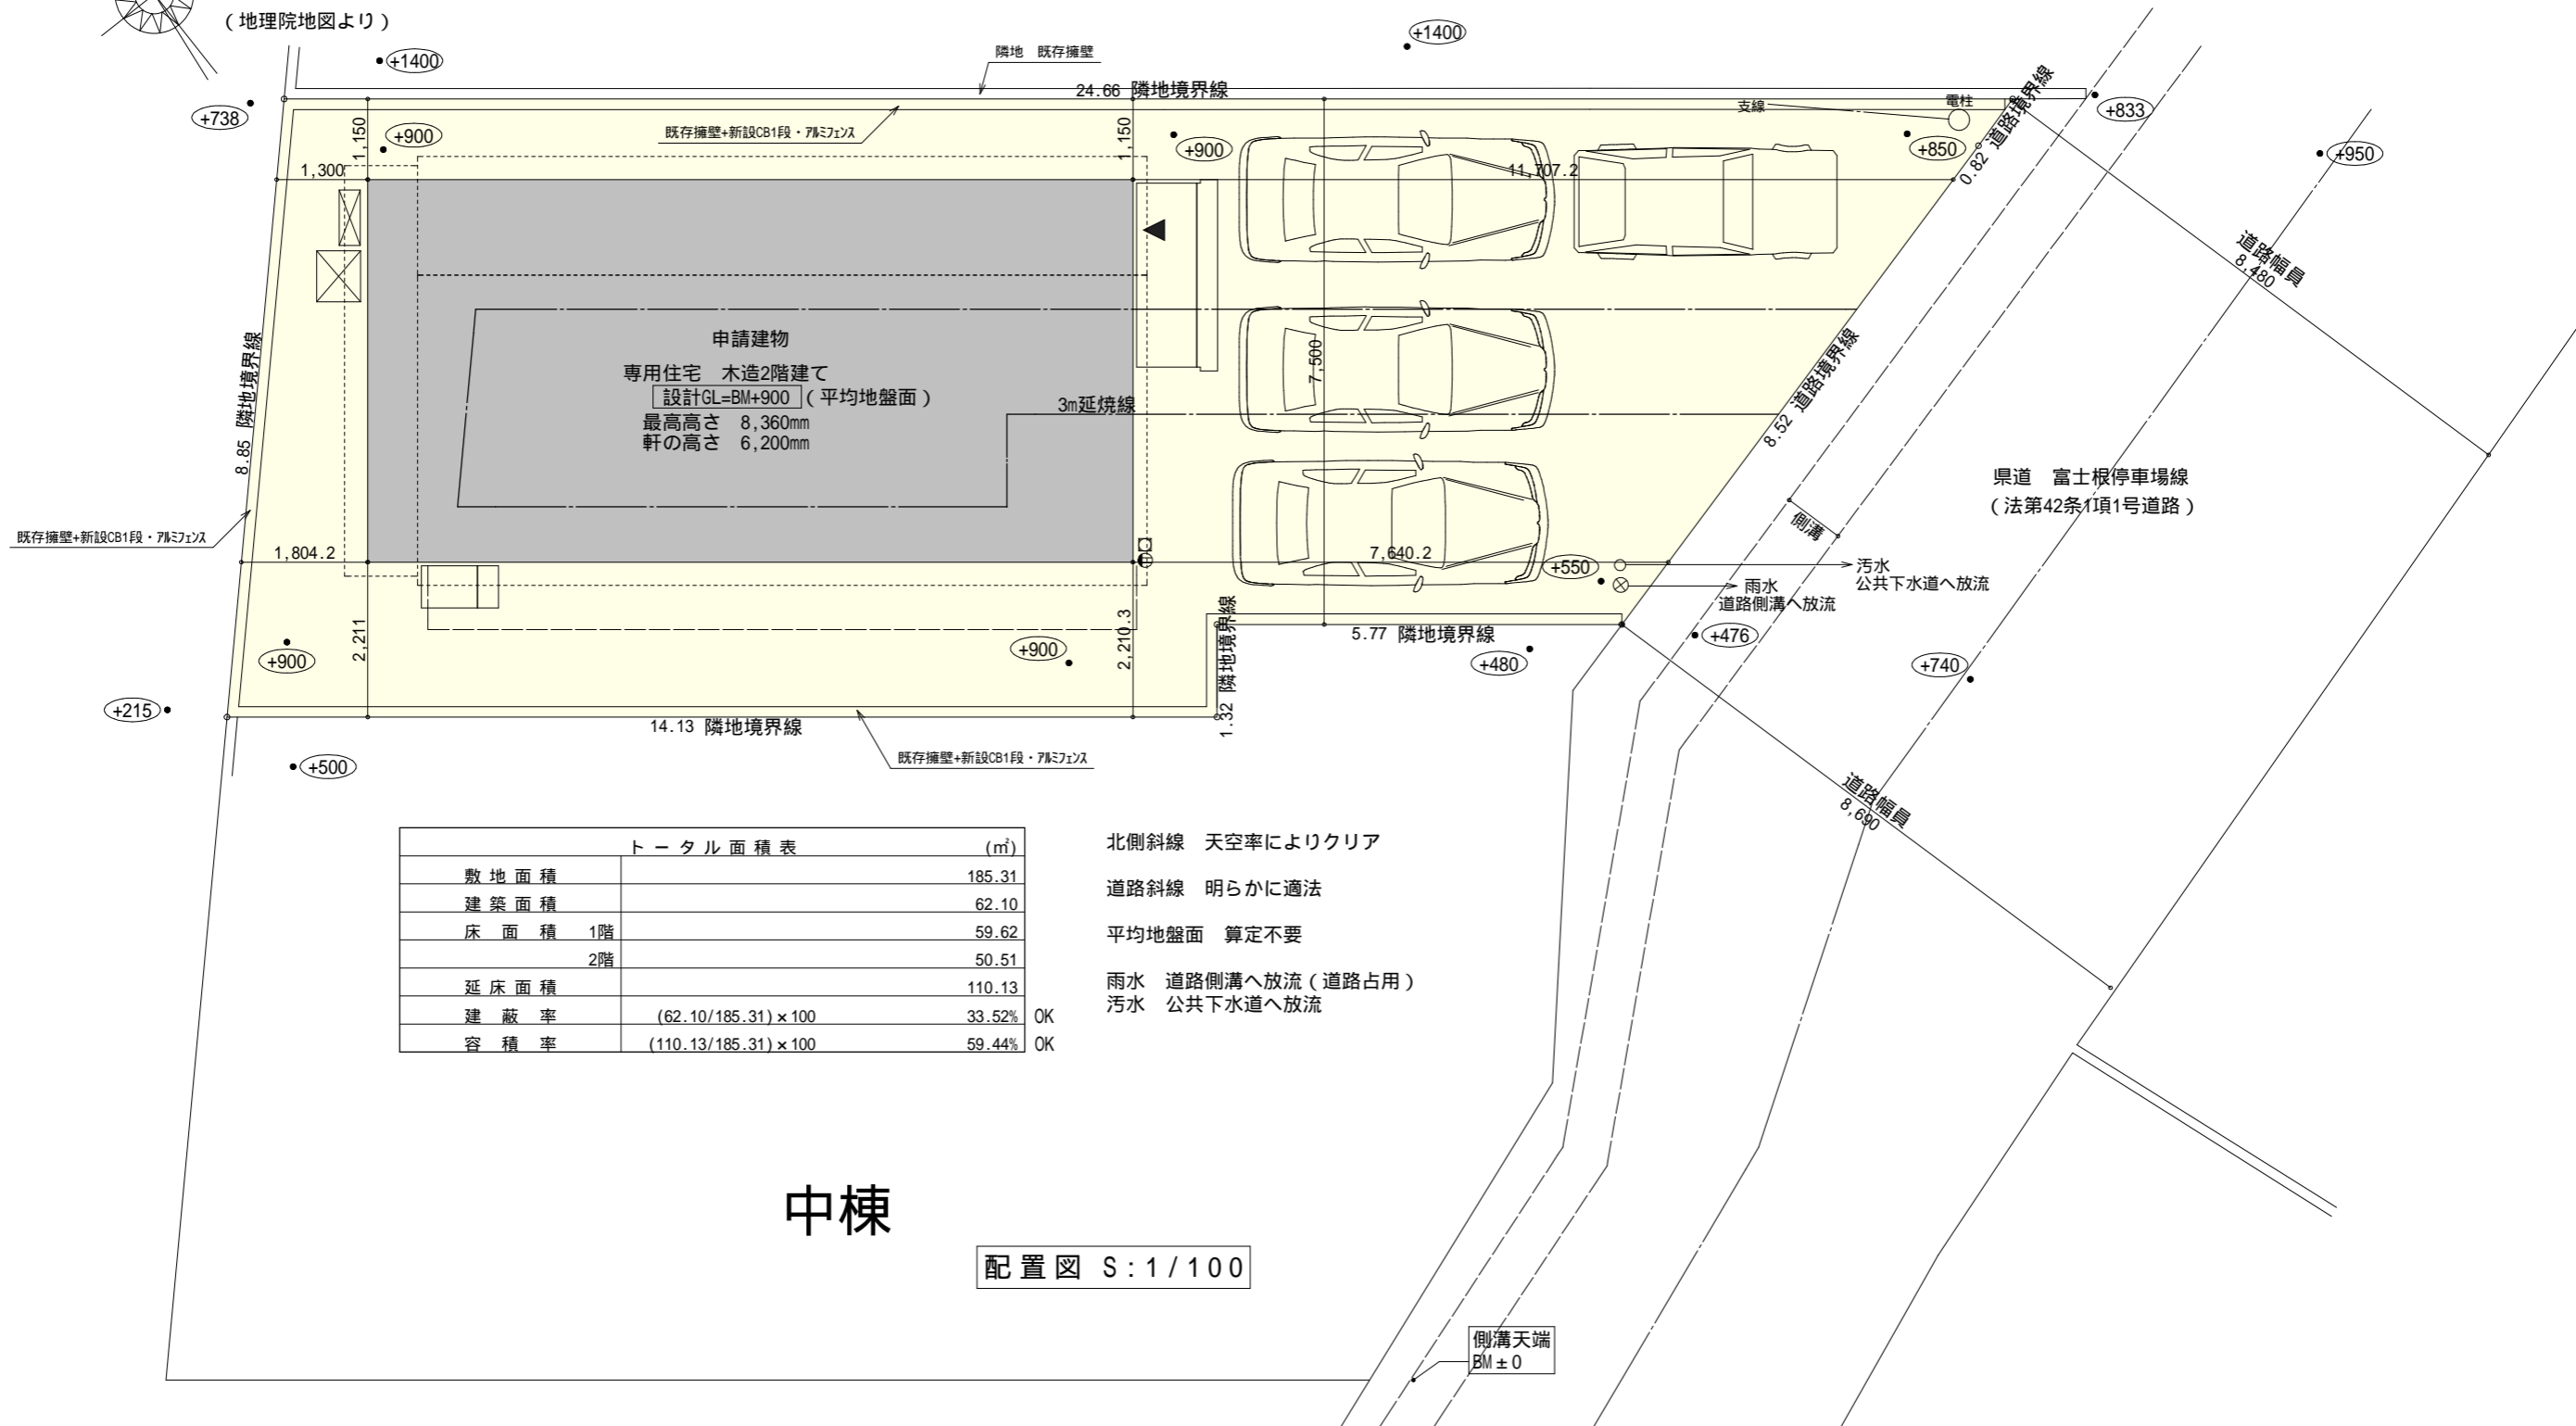 (地理院地図より)
+1400
+1400
隣地　既存擁壁
24.66 隣地境界線
+738
+900
1,150
既存擁壁+新設CB1段・アルミフェンス
1,150
+900
支線
電柱
+850
0.82 道路境界線
+833
+950
1,300
11,707.2
道路幅員
8,480
申請建物
専用住宅　木造2階建て
設計GL=BM+900 (平均地盤面)
最高高さ　8,360mm
軒の高さ　6,200mm
3m延焼線
7,500
8.52 道路境界線
8.85 隣地境界線
県道　富士根停車場線
(法第42条1項1号道路)
側溝
既存擁壁+新設CB1段・アルミフェンス
1,804.2
7,640.2
+550
汚水
公共下水道へ放流
雨水
道路側溝へ放流
2,211
2,210.3
1.32 隣地境界線
5.77 隣地境界線
+476
+900
+900
+480
+740
+215
14.13 隣地境界線
既存擁壁+新設CB1段・アルミフェンス
+500
道路幅員
8,690
トータル面積表 (㎡)
敷地面積 185.31
建築面積 62.10
床面積 1階 59.62
2階 50.51
延床面積 110.13
建蔽率 (62.10/185.31)×100 33.52% OK
容積率 (110.13/185.31)×100 59.44% OK
北側斜線　天空率によりクリア
道路斜線　明らかに適法
平均地盤面　算定不要
雨水　道路側溝へ放流(道路占用)
汚水　公共下水道へ放流
中棟
配置図 S:1/100
側溝天端
BM±0